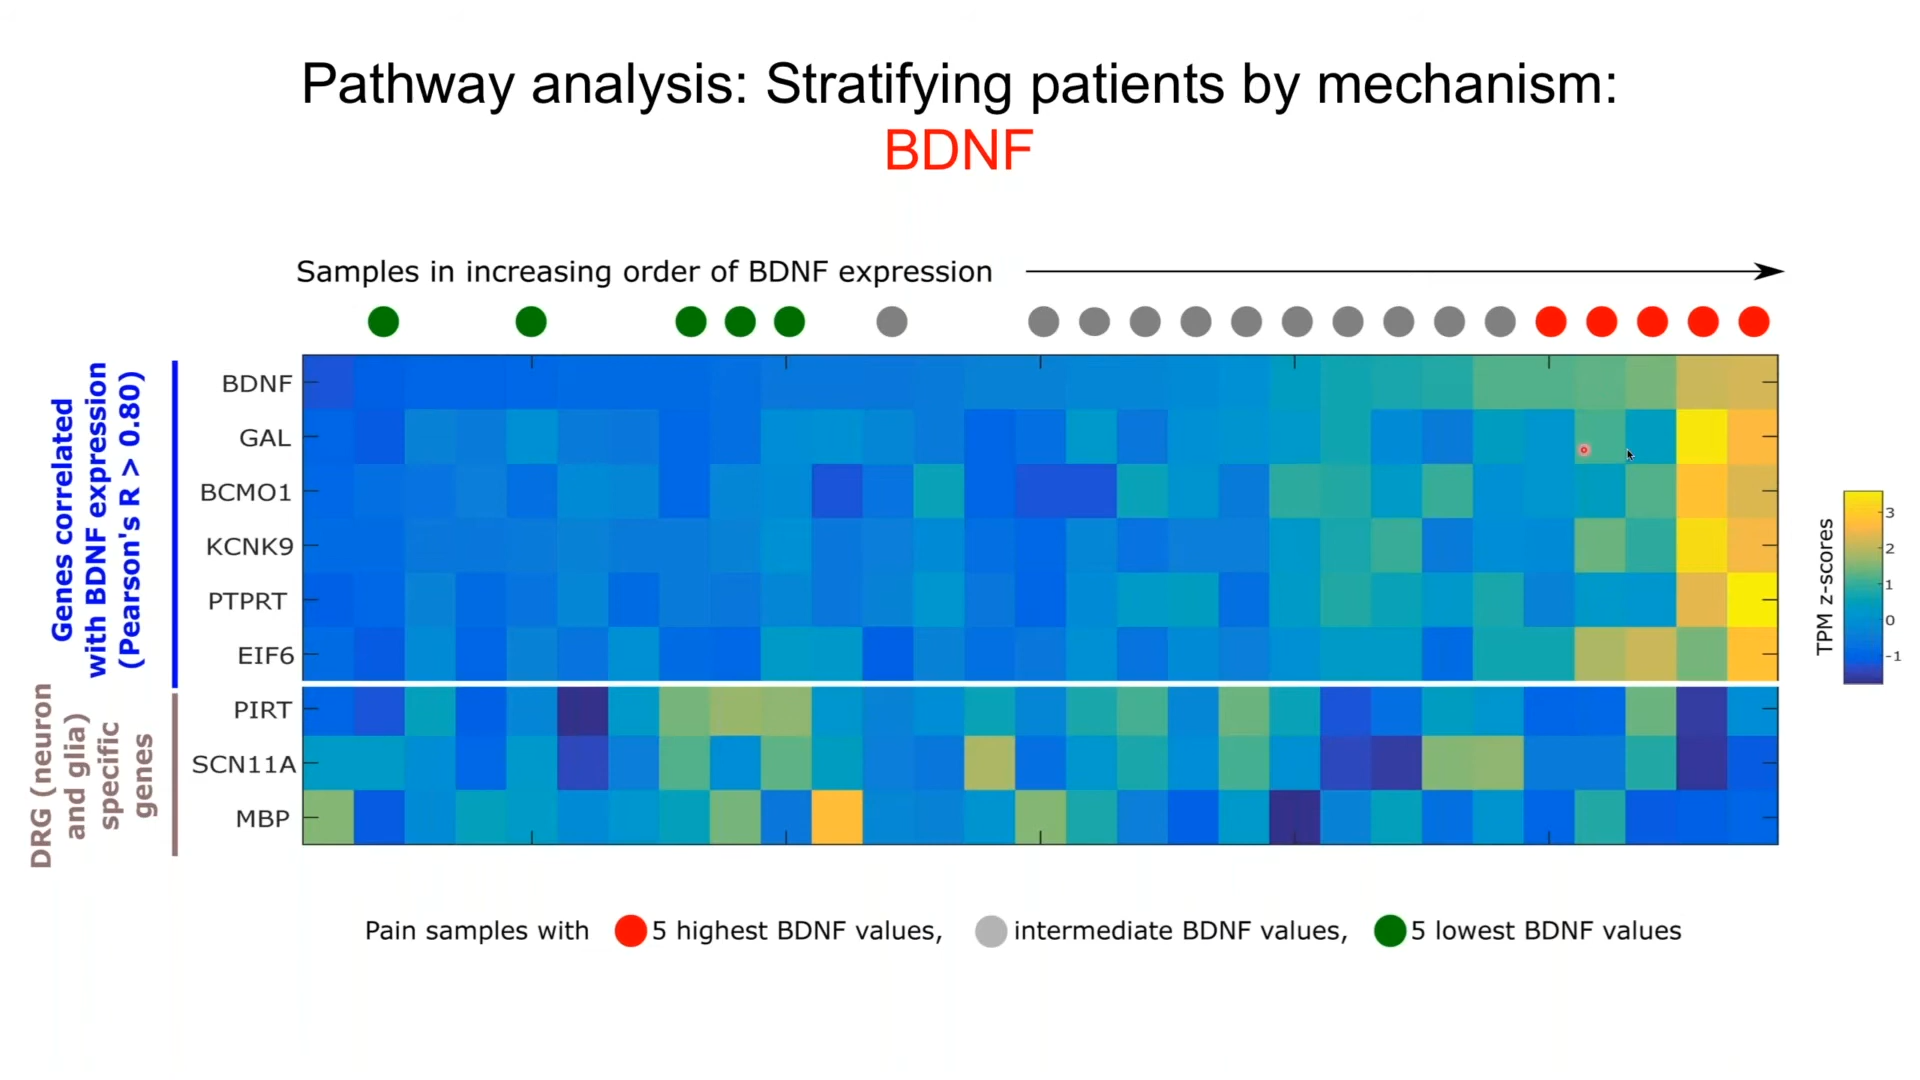 Pathway analysis: Stratifying patients by mechanism:
BDNF
Samples in increasing order of BDNF expression
Genes correlated
with BDNF expression
(Pearson's R > 0.80)
BDNF
GAL
BCMO1
KCNK9
PTPRT
EIF6
DRG (neuron
and glia)
specific
genes
PIRT
SCN11A
MBP
TPM z-scores
3
2
1
0
-1
Pain samples with 5 highest BDNF values, intermediate BDNF values, 5 lowest BDNF values